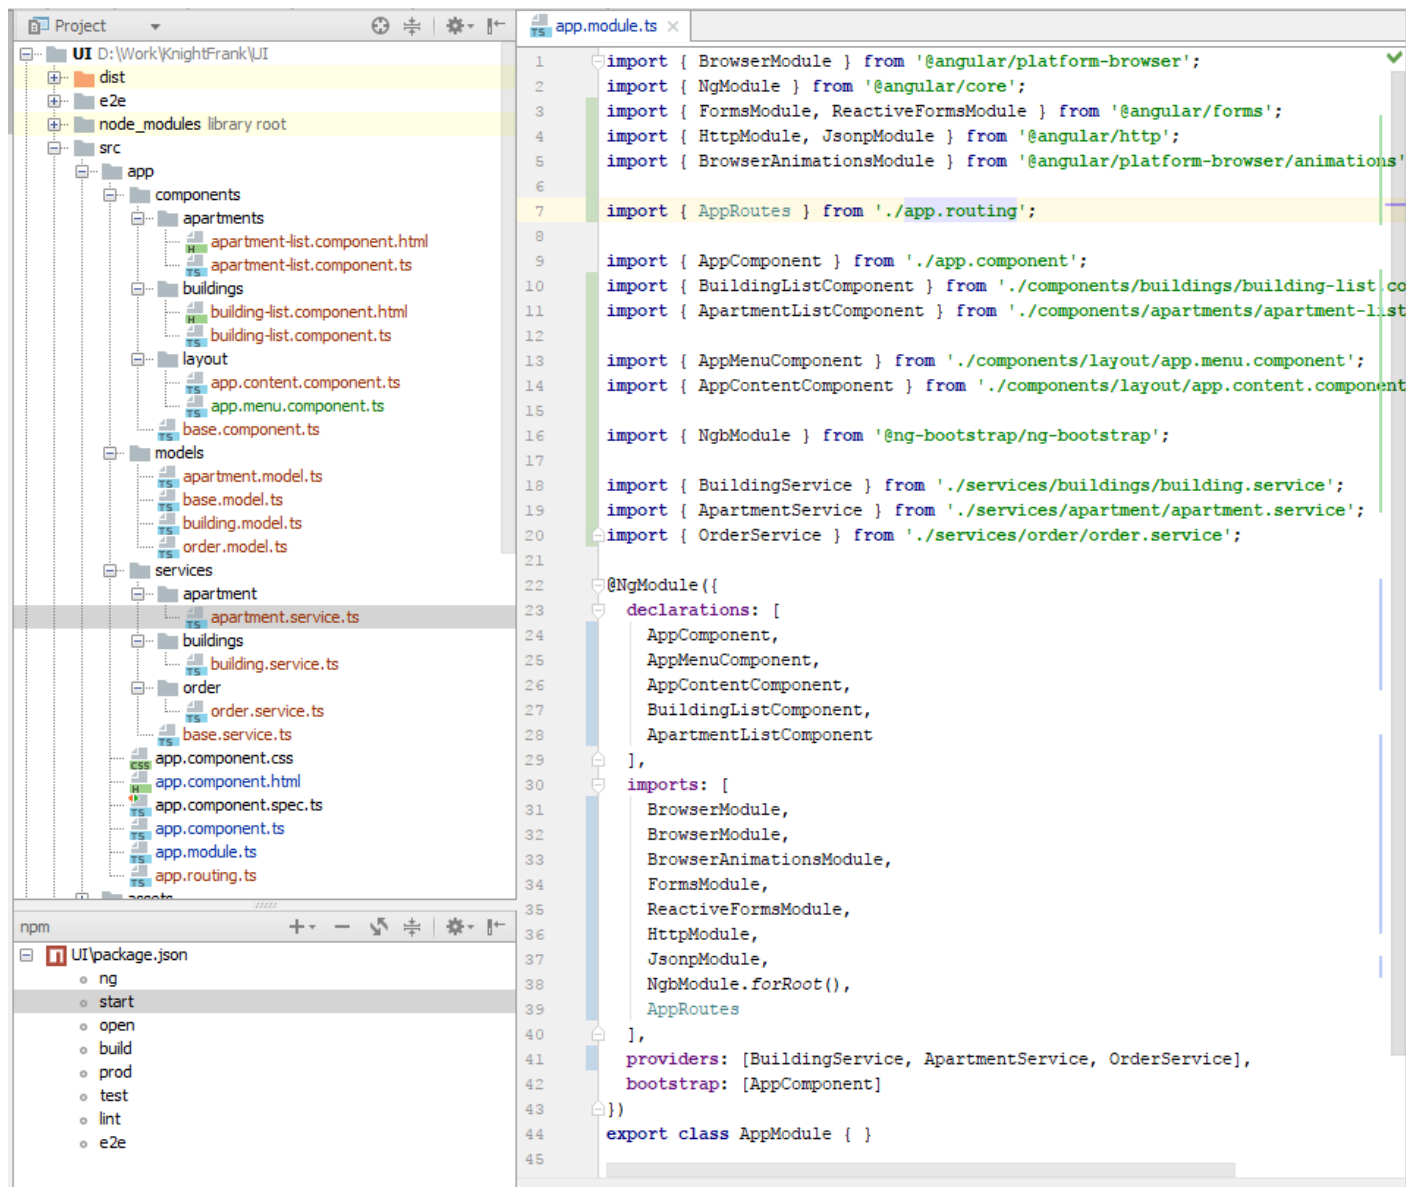 Project
UI D:\Work\KnightFrank\UI
dist
e2e
node_modules library root
src
app
components
apartments
apartment-list.component.html
apartment-list.component.ts
buildings
building-list.component.html
building-list.component.ts
layout
app.content.component.ts
app.menu.component.ts
base.component.ts
models
apartment.model.ts
base.model.ts
building.model.ts
order.model.ts
services
apartment
apartment.service.ts
buildings
building.service.ts
order
order.service.ts
base.service.ts
app.component.css
app.component.html
app.component.spec.ts
app.component.ts
app.module.ts
app.routing.ts
assets
npm
UI\package.json
ng
start
open
build
prod
test
lint
e2e
app.module.ts
1 import { BrowserModule } from '@angular/platform-browser';
2 import { NgModule } from '@angular/core';
3 import { FormsModule, ReactiveFormsModule } from '@angular/forms';
4 import { HttpModule, JsonpModule } from '@angular/http';
5 import { BrowserAnimationsModule } from '@angular/platform-browser/animations'
6
7 import { AppRoutes } from './app.routing';
8
9 import { AppComponent } from './app.component';
10 import { BuildingListComponent } from './components/buildings/building-list.co
11 import { ApartmentListComponent } from './components/apartments/apartment-list
12
13 import { AppMenuComponent } from './components/layout/app.menu.component';
14 import { AppContentComponent } from './components/layout/app.content.component
15
16 import { NgbModule } from '@ng-bootstrap/ng-bootstrap';
17
18 import { BuildingService } from './services/buildings/building.service';
19 import { ApartmentService } from './services/apartment/apartment.service';
20 import { OrderService } from './services/order/order.service';
21
22 @NgModule({
23 declarations: [
24 AppComponent,
25 AppMenuComponent,
26 AppContentComponent,
27 BuildingListComponent,
28 ApartmentListComponent
29 ],
30 imports: [
31 BrowserModule,
32 BrowserModule,
33 BrowserAnimationsModule,
34 FormsModule,
35 ReactiveFormsModule,
36 HttpModule,
37 JsonpModule,
38 NgbModule.forRoot(),
39 AppRoutes
40 ],
41 providers: [BuildingService, ApartmentService, OrderService],
42 bootstrap: [AppComponent]
43 })
44 export class AppModule { }
45